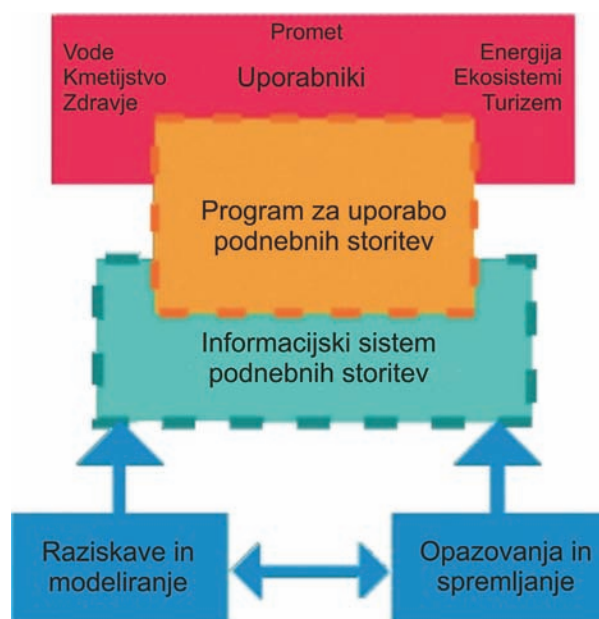 Promet
Vode
Kmetijstvo
Zdravje
Uporabniki
Energija
Ekosistemi
Turizem
Program za uporabo
podnebnih storitev
Informacijski sistem
podnebnih storitev
Raziskave in
modeliranje
Opazovanja in
spremljanje